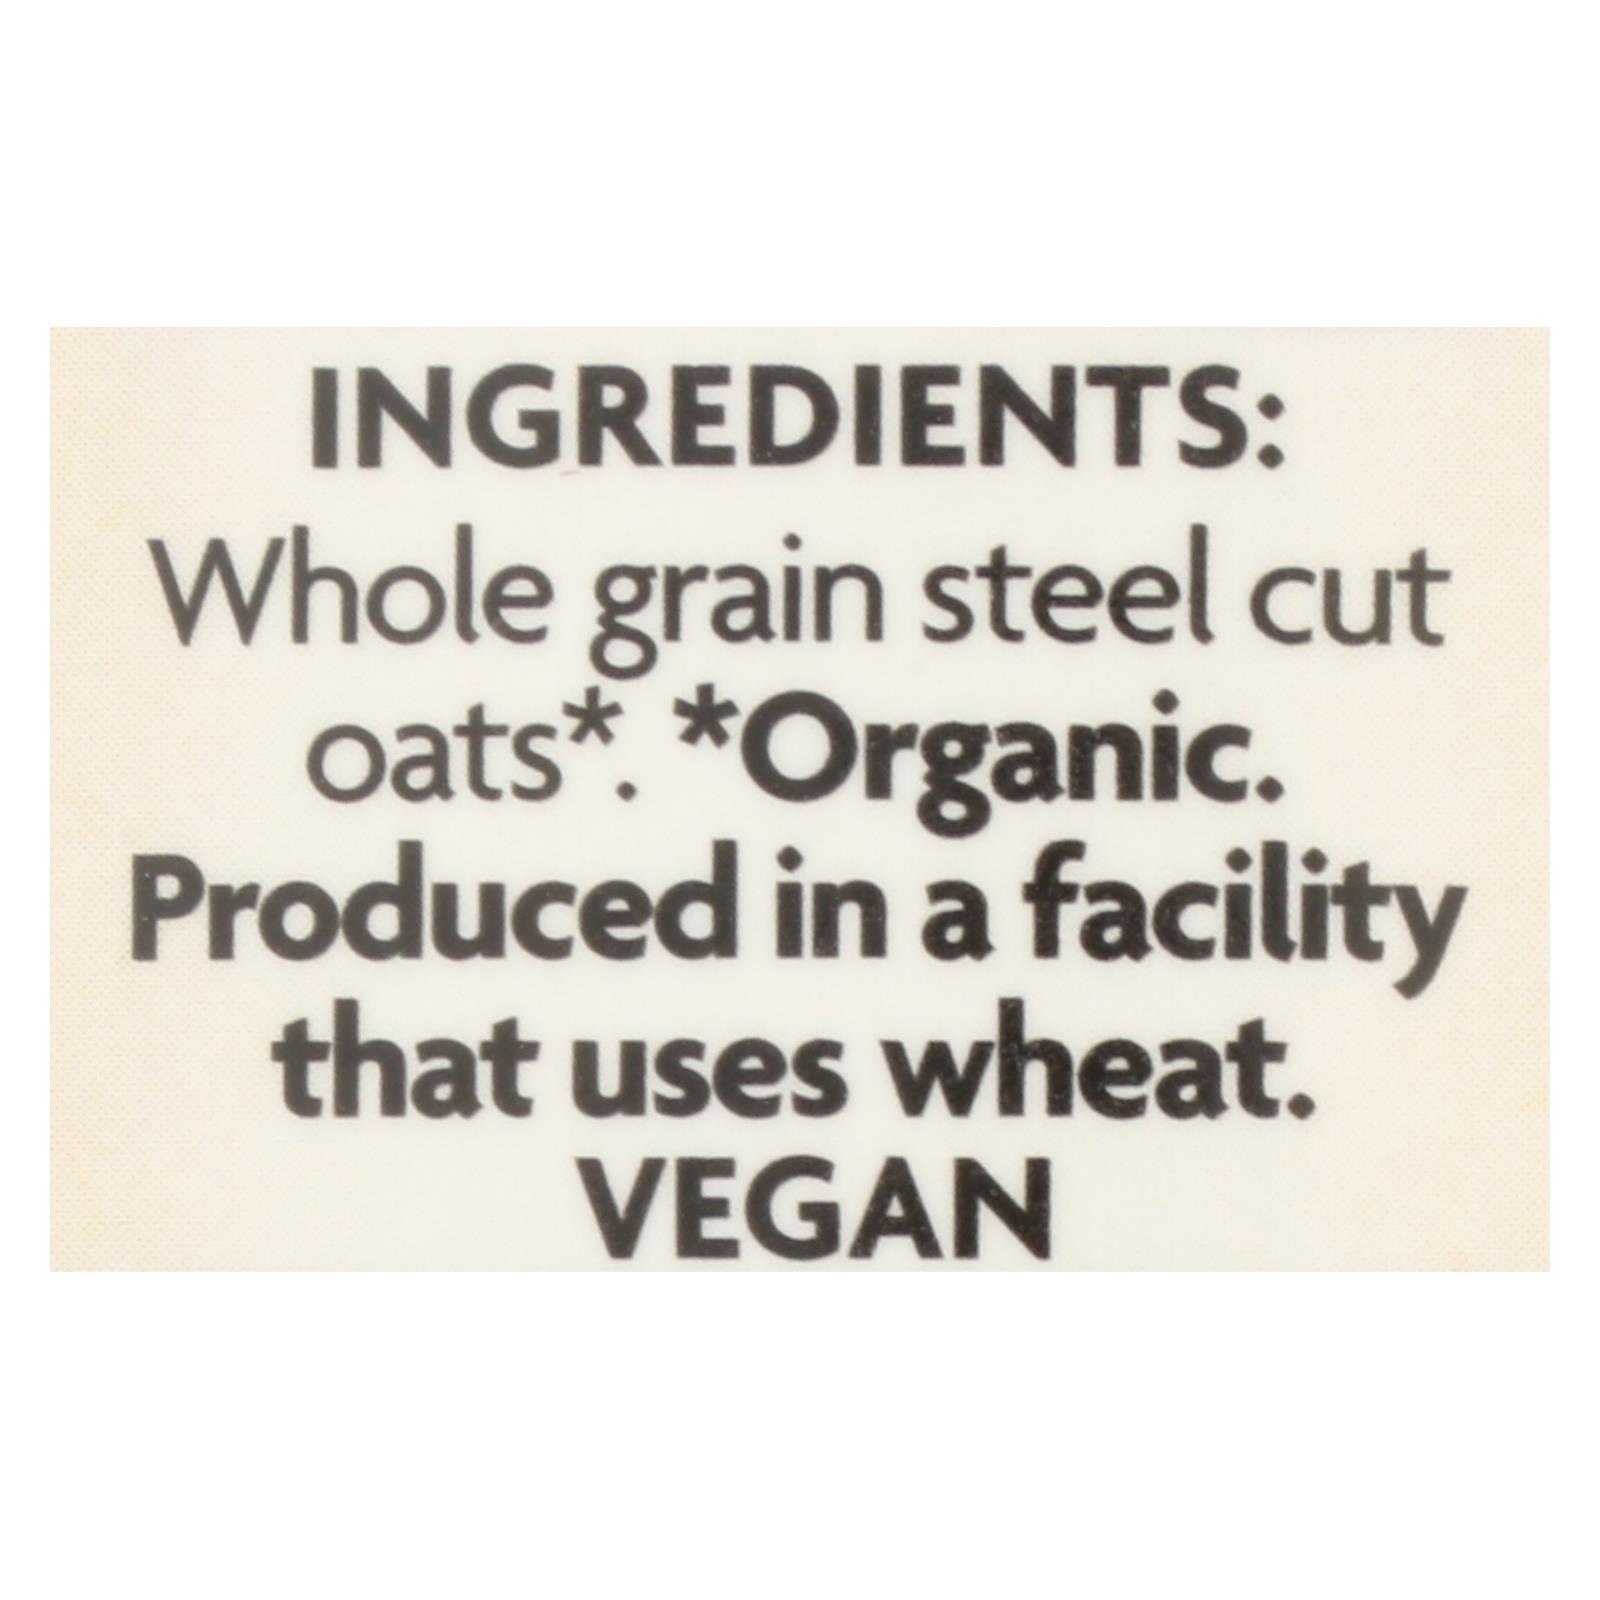 INGREDIENTS:
Whole grain steel cut
oats*. *Organic.
Produced in a facility
that uses wheat.
VEGAN